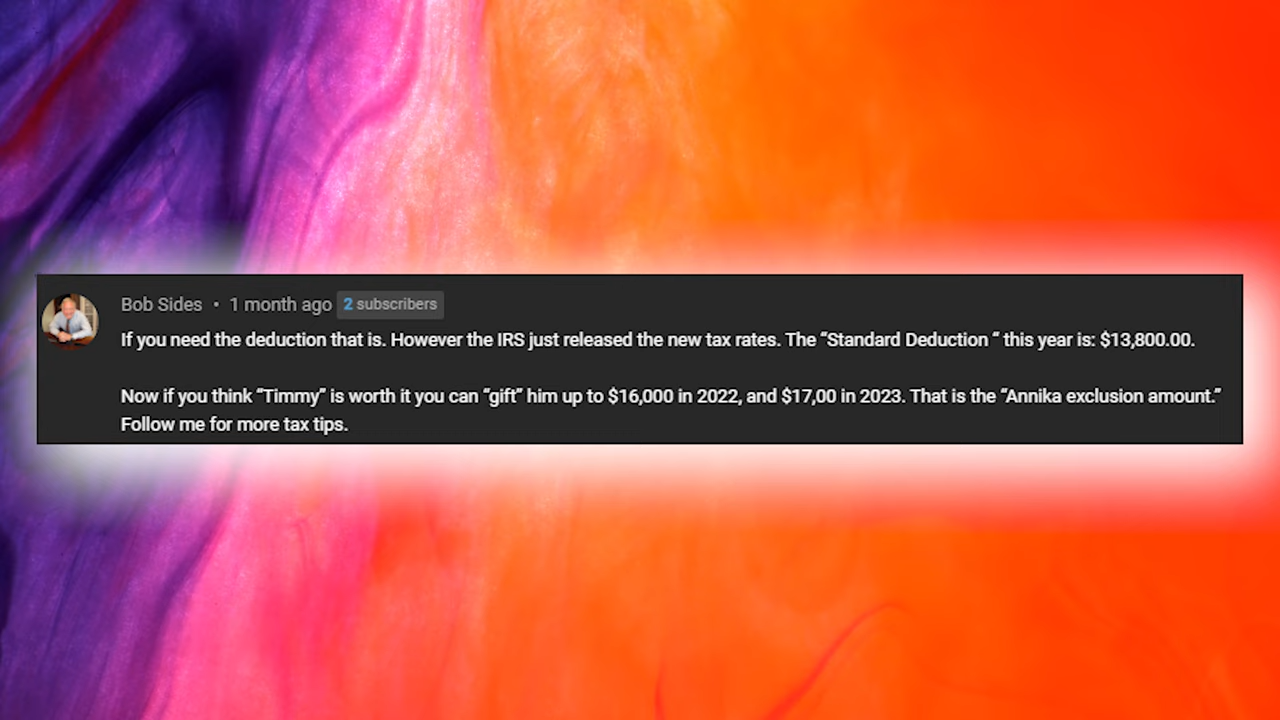 Bob Sides • 1 month ago 2 subscribers
If you need the deduction that is. However the IRS just released the new tax rates. The “Standard Deduction “ this year is: $13,800.00.
Now if you think “Timmy” is worth it you can “gift” him up to $16,000 in 2022, and $17,00 in 2023. That is the “Annika exclusion amount.”
Follow me for more tax tips.